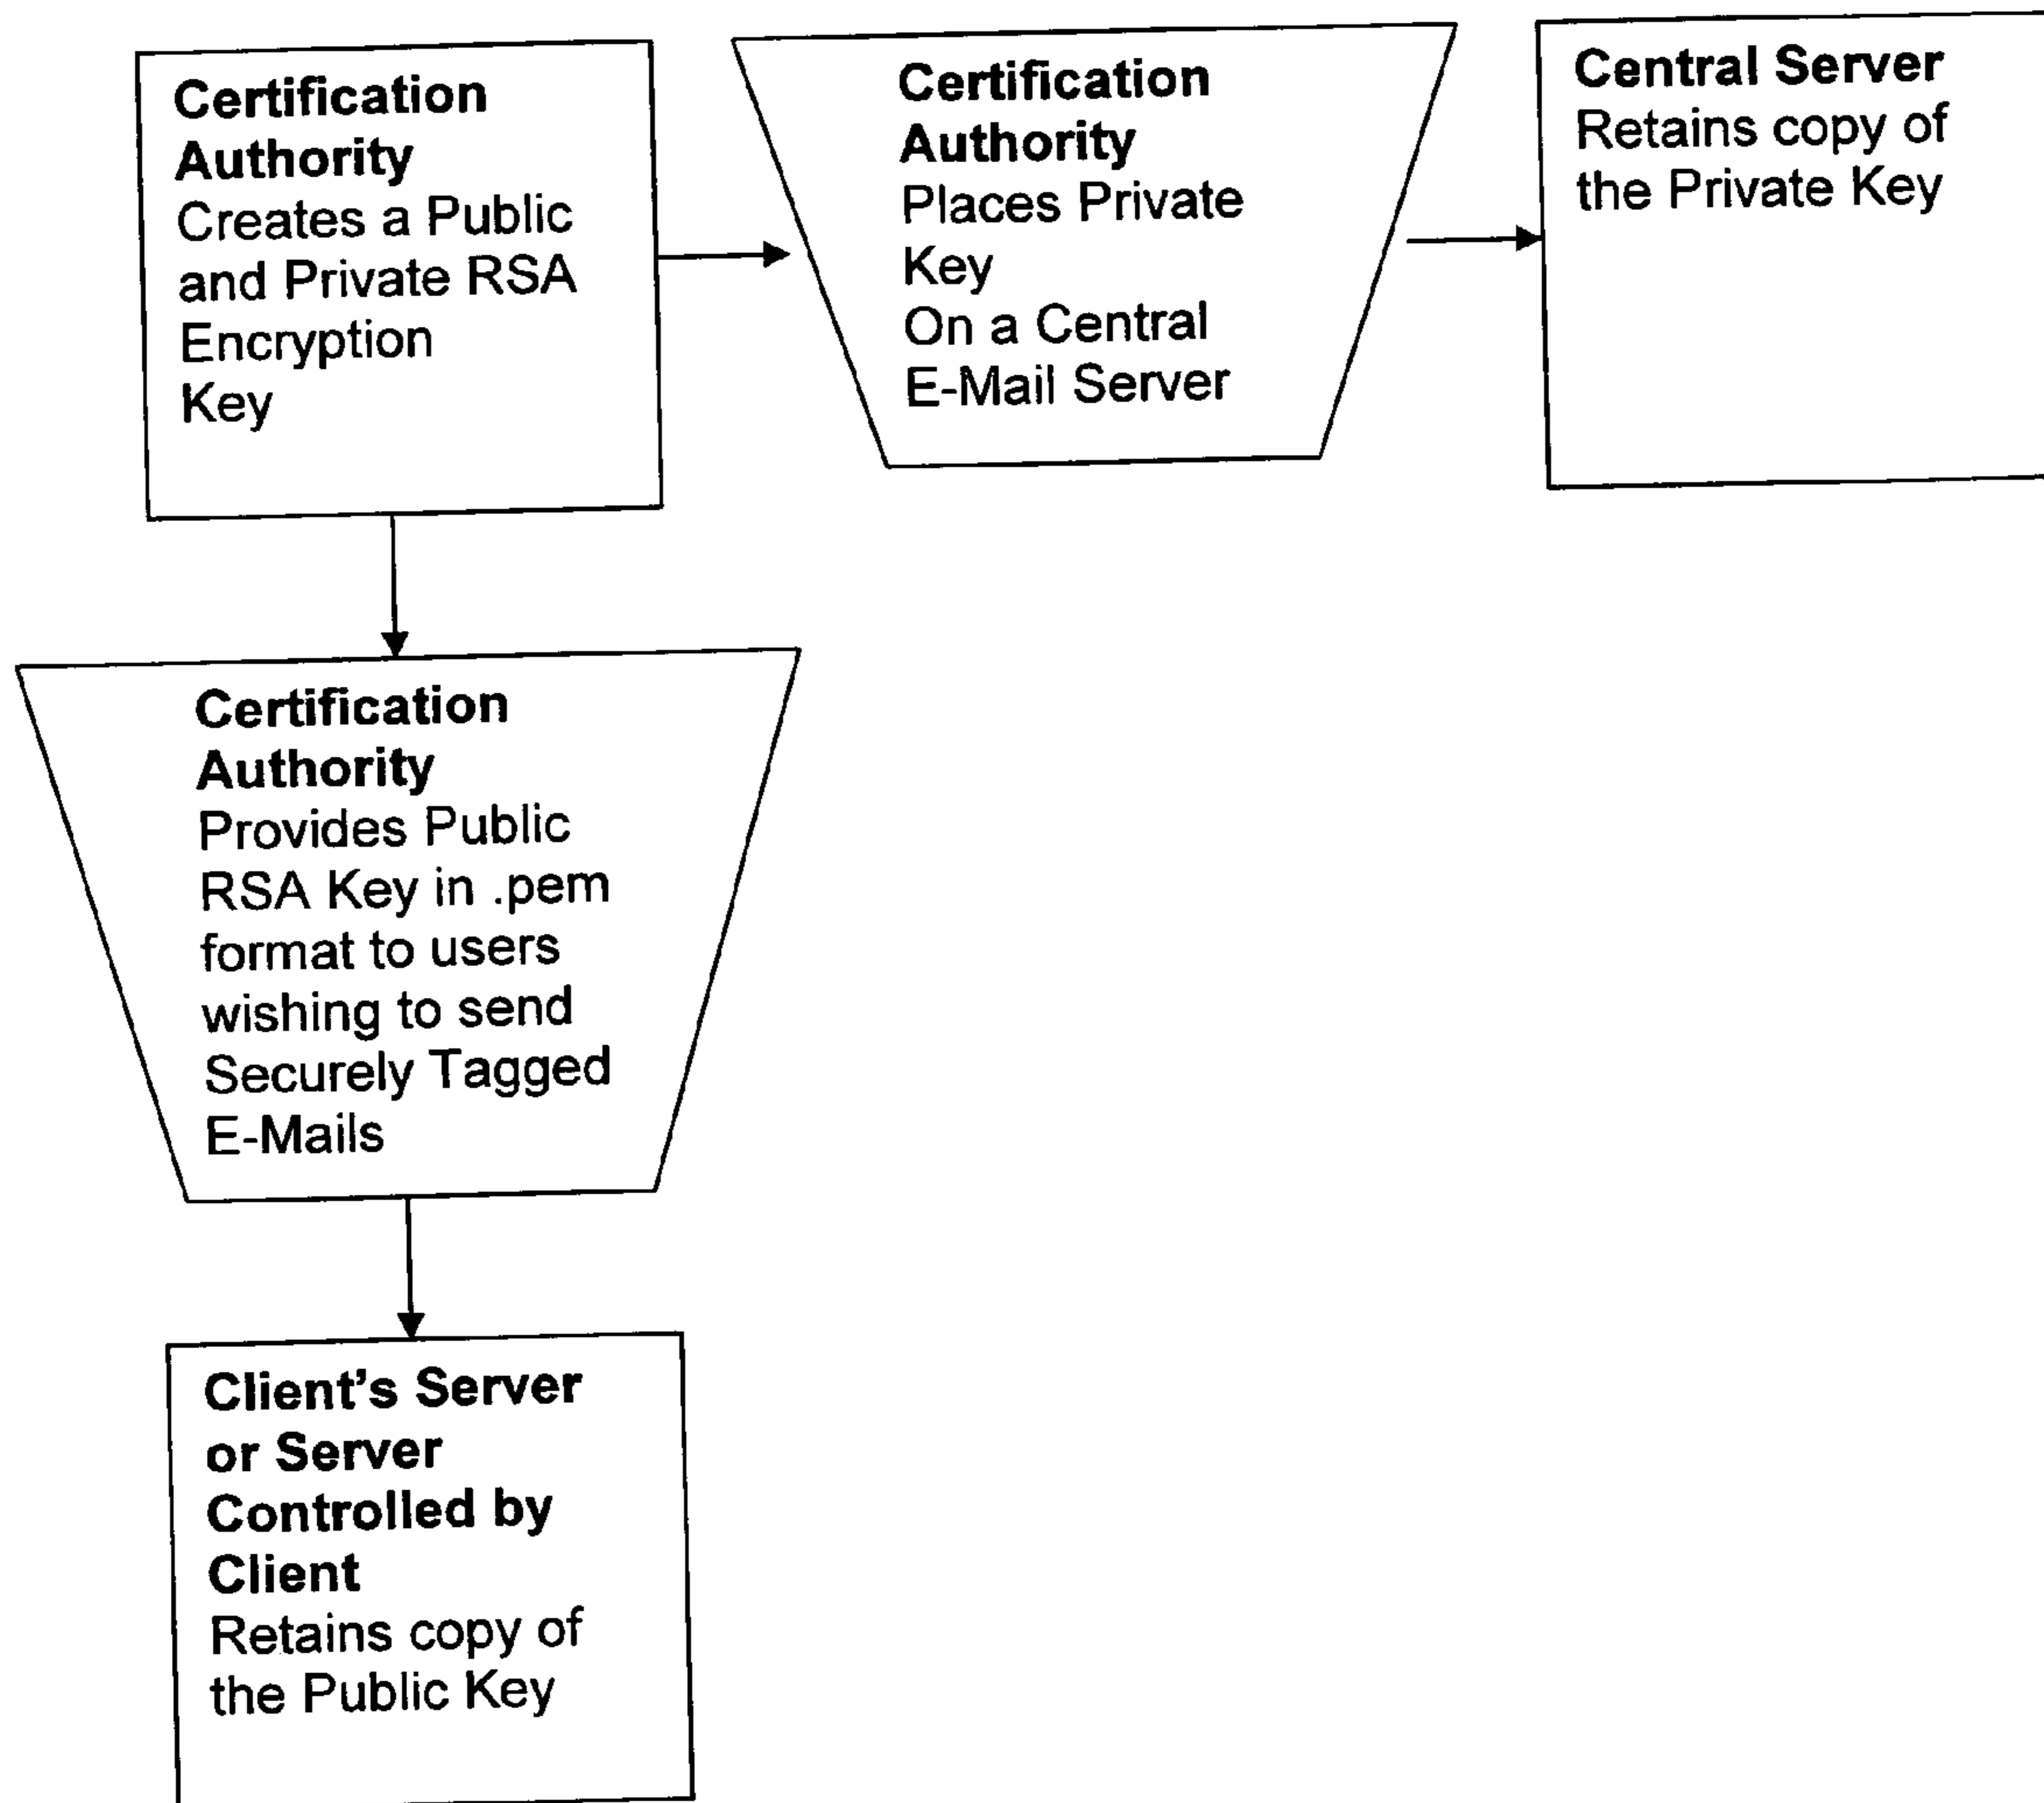 Certification
Authority
Creates a Public
and Private RSA
Encryption
Key
Certification
Authority
Places Private
Key
On a Central
E-Mail Server
Central Server
Retains copy of
the Private Key
Certification
Authority
Provides Public
RSA Key in .pem
format to users
wishing to send
Securely Tagged
E-Mails
Client's Server
or Server
Controlled by
Client
Retains copy of
the Public Key